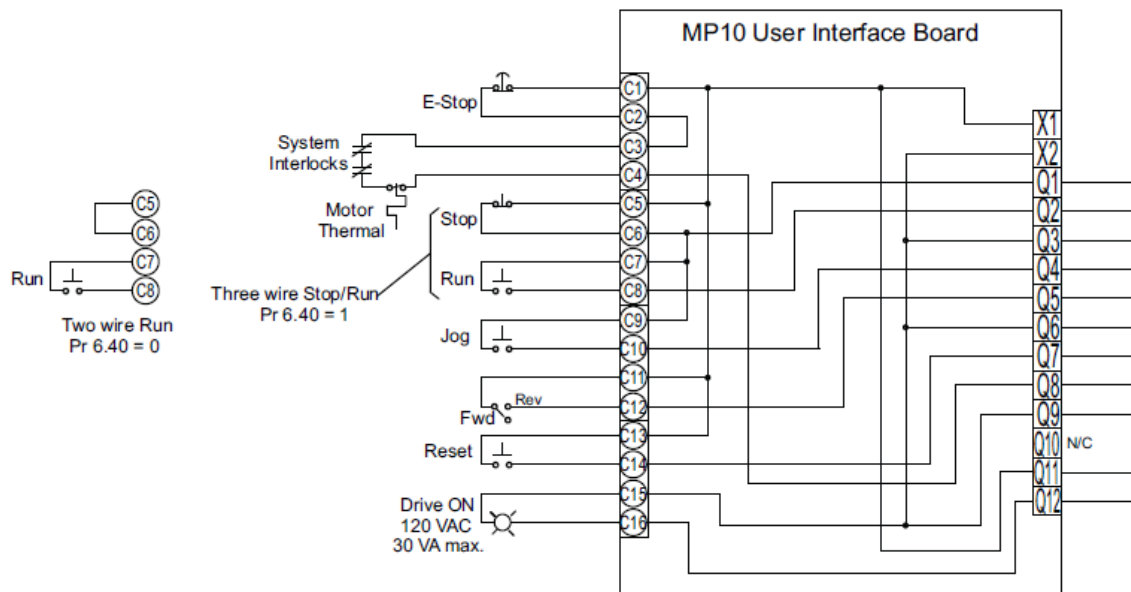 MP10 User Interface Board
E-Stop
System
Interlocks
Motor
Thermal
Stop
Run
Three wire Stop/Run
Pr 6.40 = 1
Jog
Rev
Fwd
Reset
Drive ON
120 VAC
30 VA max.
C5
C6
C7
C8
Run
Two wire Run
Pr 6.40 = 0
C1
C2
C3
C4
C5
C6
C7
C8
C9
C10
C11
C12
C13
C14
C15
C16
X1
X2
Q1
Q2
Q3
Q4
Q5
Q6
Q7
Q8
Q9
Q10 N/C
Q11
Q12